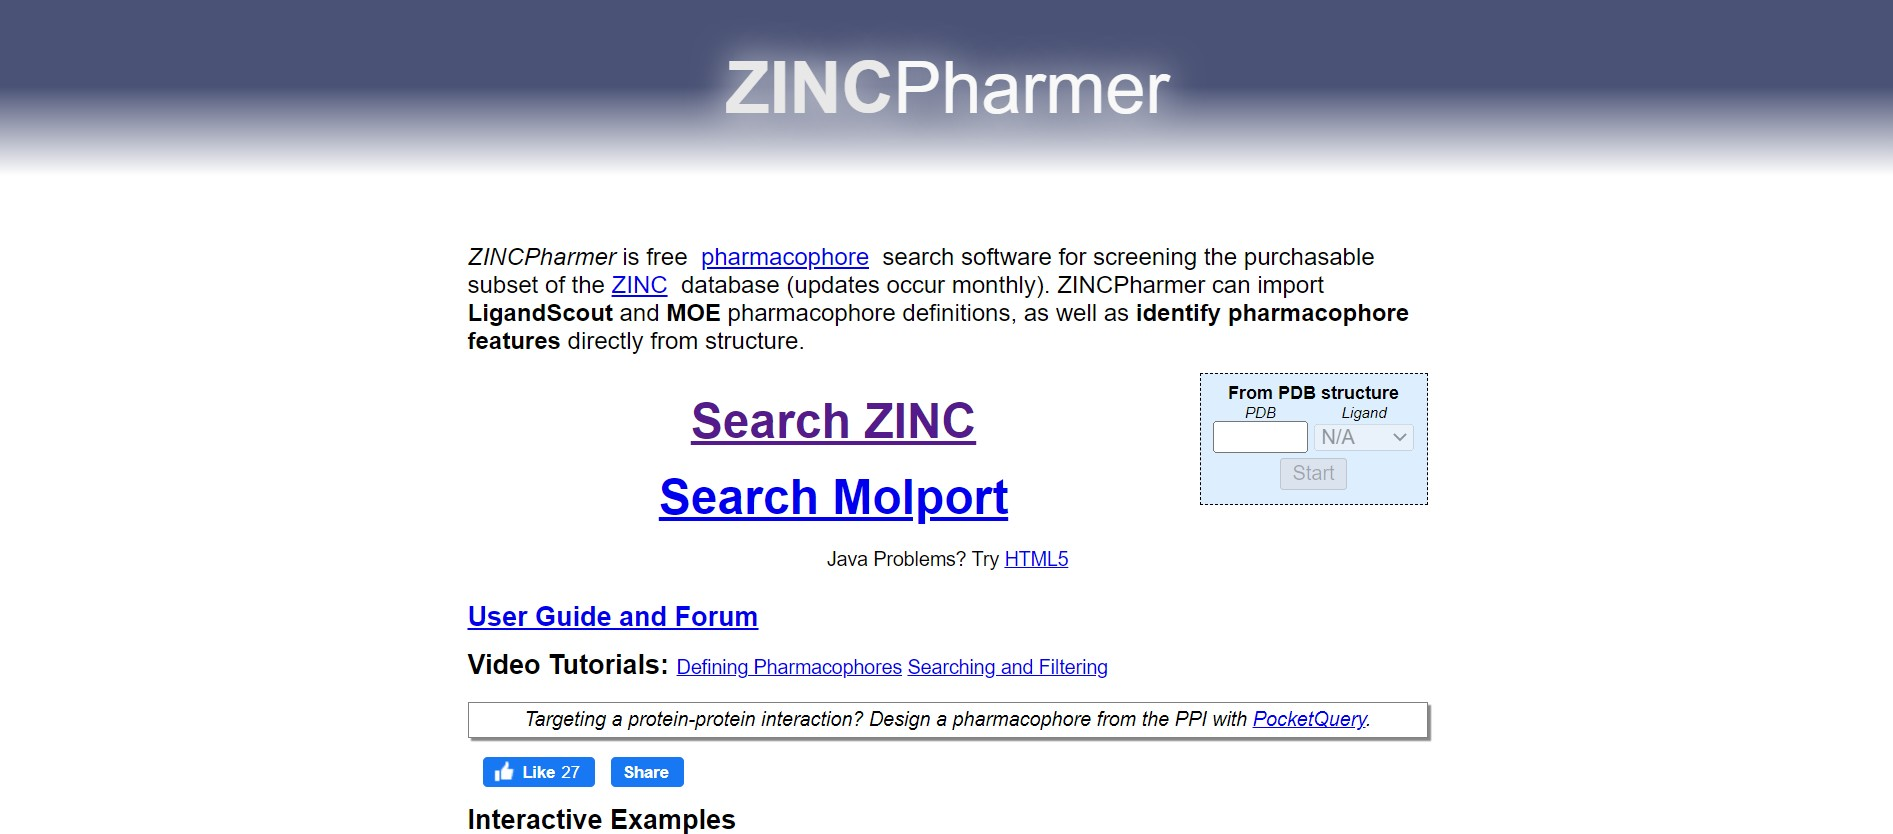 ZINCPharmer
ZINCPharmer is free pharmacophore search software for screening the purchasable
subset of the ZINC database (updates occur monthly). ZINCPharmer can import
LigandScout and MOE pharmacophore definitions, as well as identify pharmacophore
features directly from structure.
From PDB structure
PDB Ligand
N/A
Start
Search ZINC
Search Molport
Java Problems? Try HTML5
User Guide and Forum
Video Tutorials: Defining Pharmacophores Searching and Filtering
Targeting a protein-protein interaction? Design a pharmacophore from the PPI with PocketQuery.
Like 27 Share
Interactive Examples